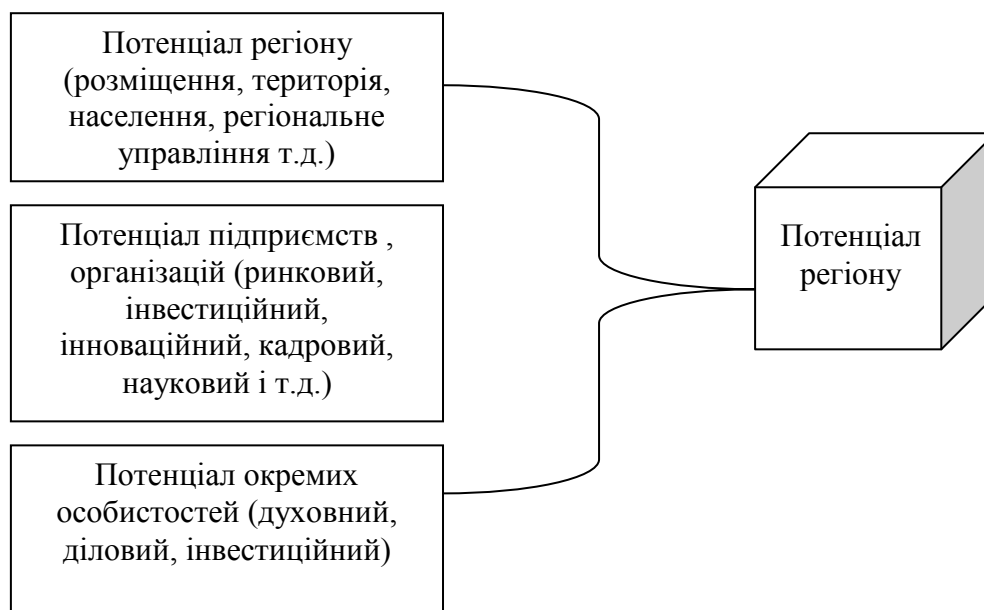 Потенціал регіону
(розміщення, територія,
населення, регіональне
управління т.д.)
Потенціал підприємств ,
організацій (ринковий,
інвестиційний,
інноваційний, кадровий,
науковий і т.д.)
Потенціал окремих
особистостей (духовний,
діловий, інвестиційний)
Потенціал
регіону